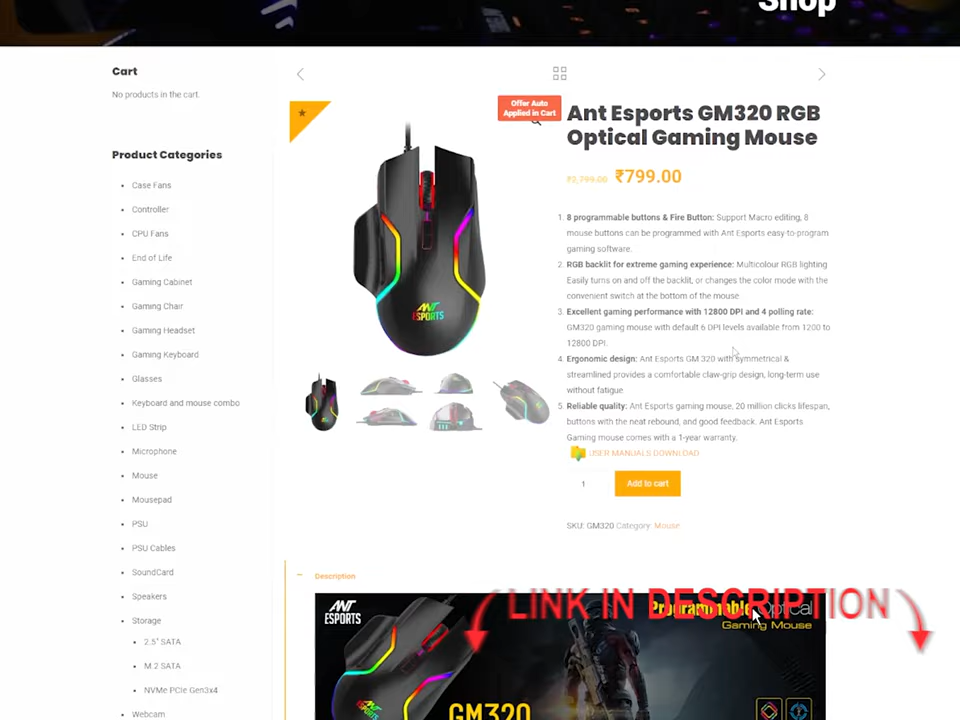 Shop
Cart
No products in the cart.
Product Categories
Case Fans
Controller
CPU Fans
End of Life
Gaming Cabinet
Gaming Chair
Gaming Headset
Gaming Keyboard
Glasses
Keyboard and mouse combo
LED Strip
Microphone
Mouse
Mousepad
PSU
PSU Cables
SoundCard
Speakers
Storage
2.5" SATA
M.2 SATA
NVMe PCIe Gen3x4
Webcam
Offer Auto
Applied in Cart
ANT
ESPORTS
Ant Esports GM320 RGB
Optical Gaming Mouse
₹2,799.00 ₹799.00
1. 8 programmable buttons & Fire Button: Support Macro editing, 8
mouse buttons can be programmed with Ant Esports easy-to-program
gaming software.
2. RGB backlit for extreme gaming experience: Multicolour RGB lighting
Easily turns on and off the backlit, or changes the color mode with the
convenient switch at the bottom of the mouse
3. Excellent gaming performance with 12800 DPI and 4 polling rate:
GM320 gaming mouse with default 6 DPI levels available from 1200 to
12800 DPI.
4. Ergonomic design: Ant Esports GM 320 with symmetrical &
streamlined provides a comfortable claw-grip design, long-term use
without fatigue
5. Reliable quality: Ant Esports gaming mouse, 20 million clicks lifespan,
buttons with the neat rebound, and good feedback. Ant Esports
Gaming mouse comes with a 1-year warranty.
USER MANUALS DOWNLOAD
1 Add to cart
SKU: GM320 Category: Mouse
Description
LINK IN DESCRIPTION
ANT
ESPORTS
Programmable Optical
Gaming Mouse
GM320